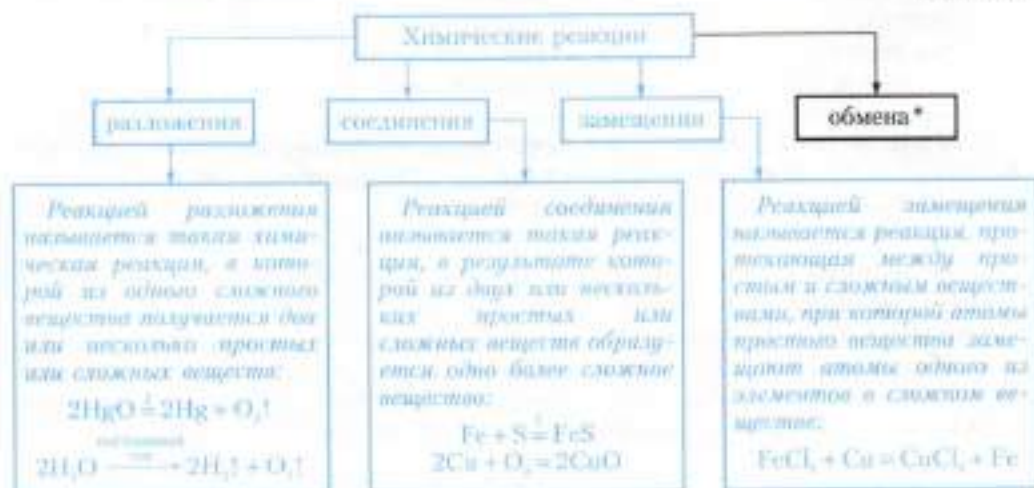 Химические реакции
разложения
соединения
замещения
обмена*
Реакцией разложения
называется такая хими-
ческая реакция, в кото-
рой из одного сложного
вещества получается два
или несколько простых
или сложных веществ:
2HgO = 2Hg + O₂↑
2H₂O → 2H₂↑ + O₂↑
Реакцией соединения
называется такая реак-
ция, в результате кото-
рой из двух или несколь-
ких простых или
сложных веществ образу-
ется одно более сложное
вещество:
Fe + S = FeS
2Cu + O₂ = 2CuO
Реакцией замещения
называется реакция, про-
текающая между про-
стым и сложным вещест-
вами, при которой атомы
простого вещества заме-
щают атомы одного из
элементов в сложном ве-
ществе:
+ Cu = + Fe